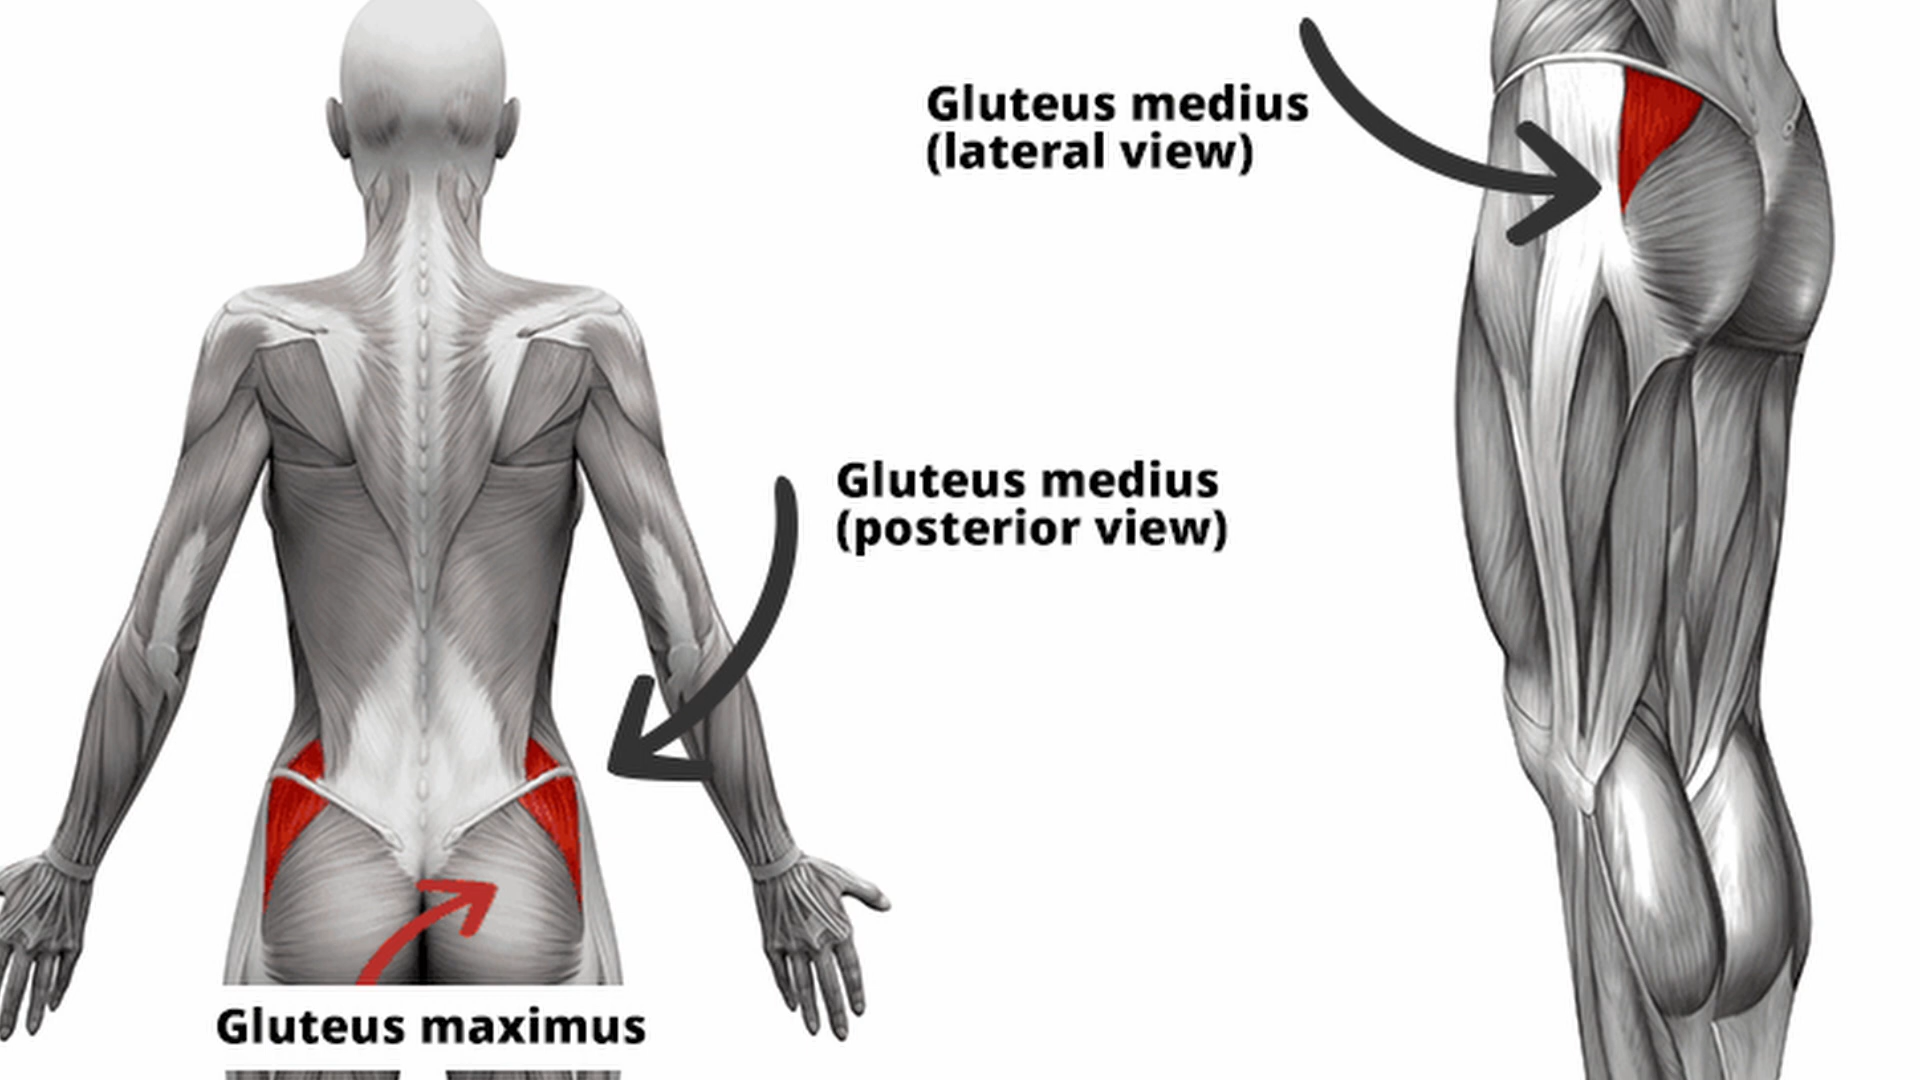 Gluteus medius
(lateral view)
Gluteus medius
(posterior view)
Gluteus maximus